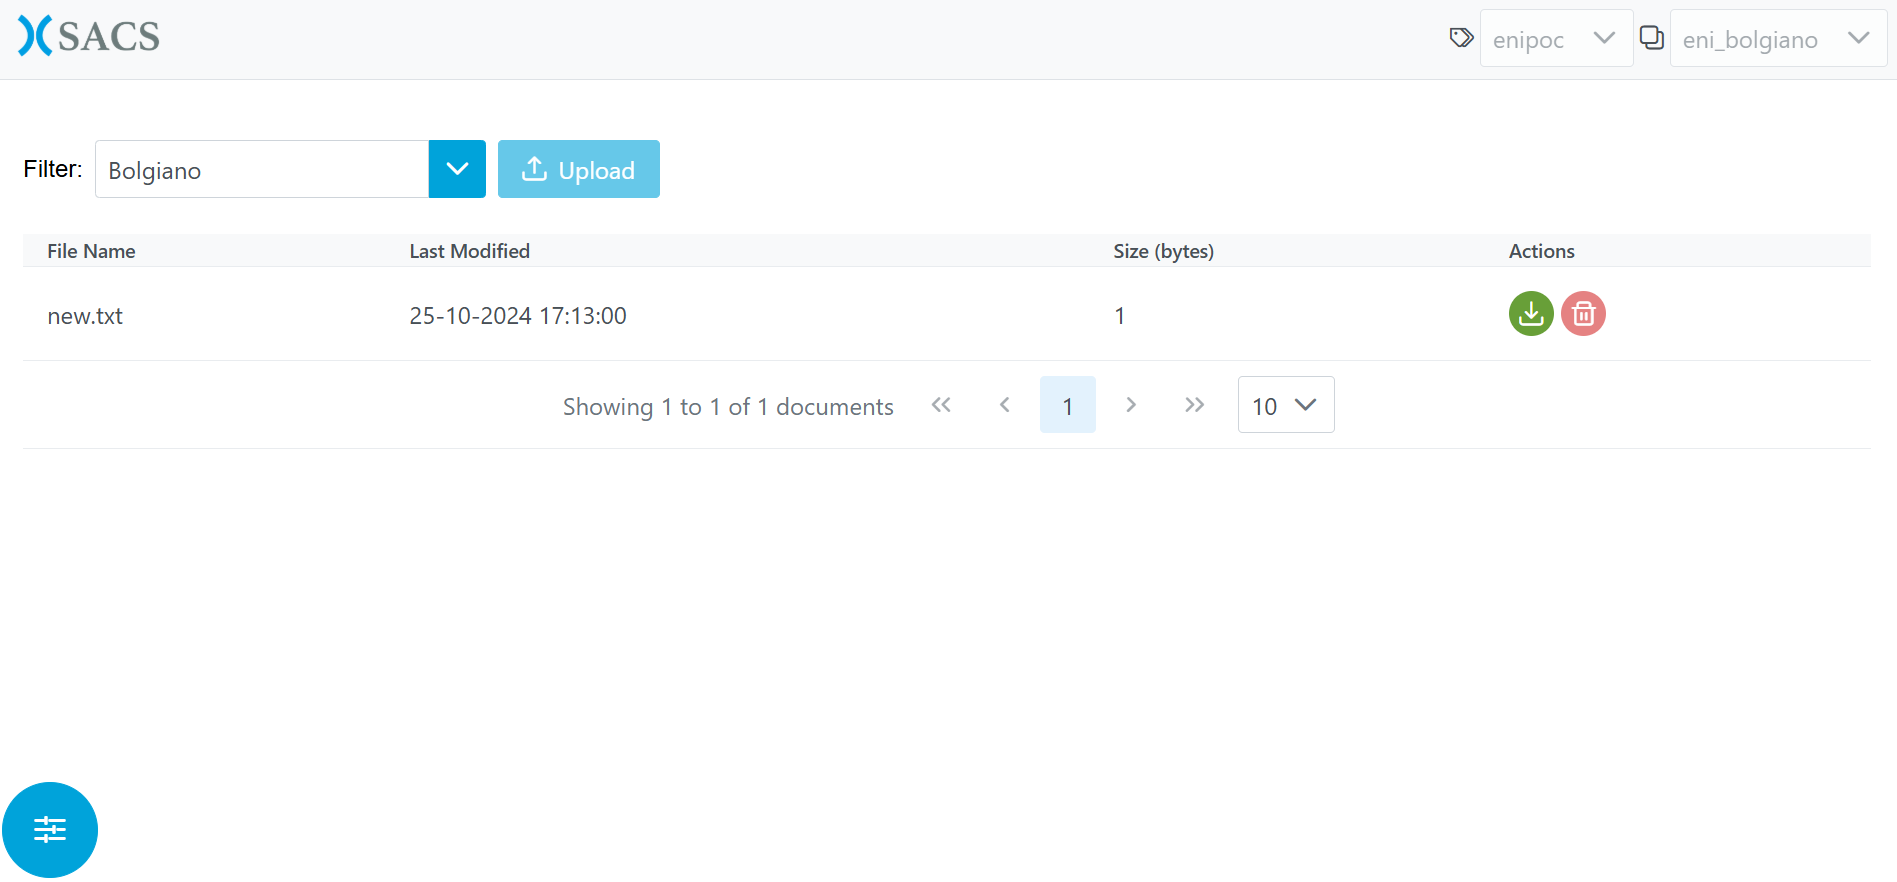 SACS
enipoc
eni_bolgiano
Filter:
Bolgiano
Upload
File Name Last Modified Size (bytes) Actions
new.txt 25-10-2024 17:13:00 1
Showing 1 to 1 of 1 documents 1 10